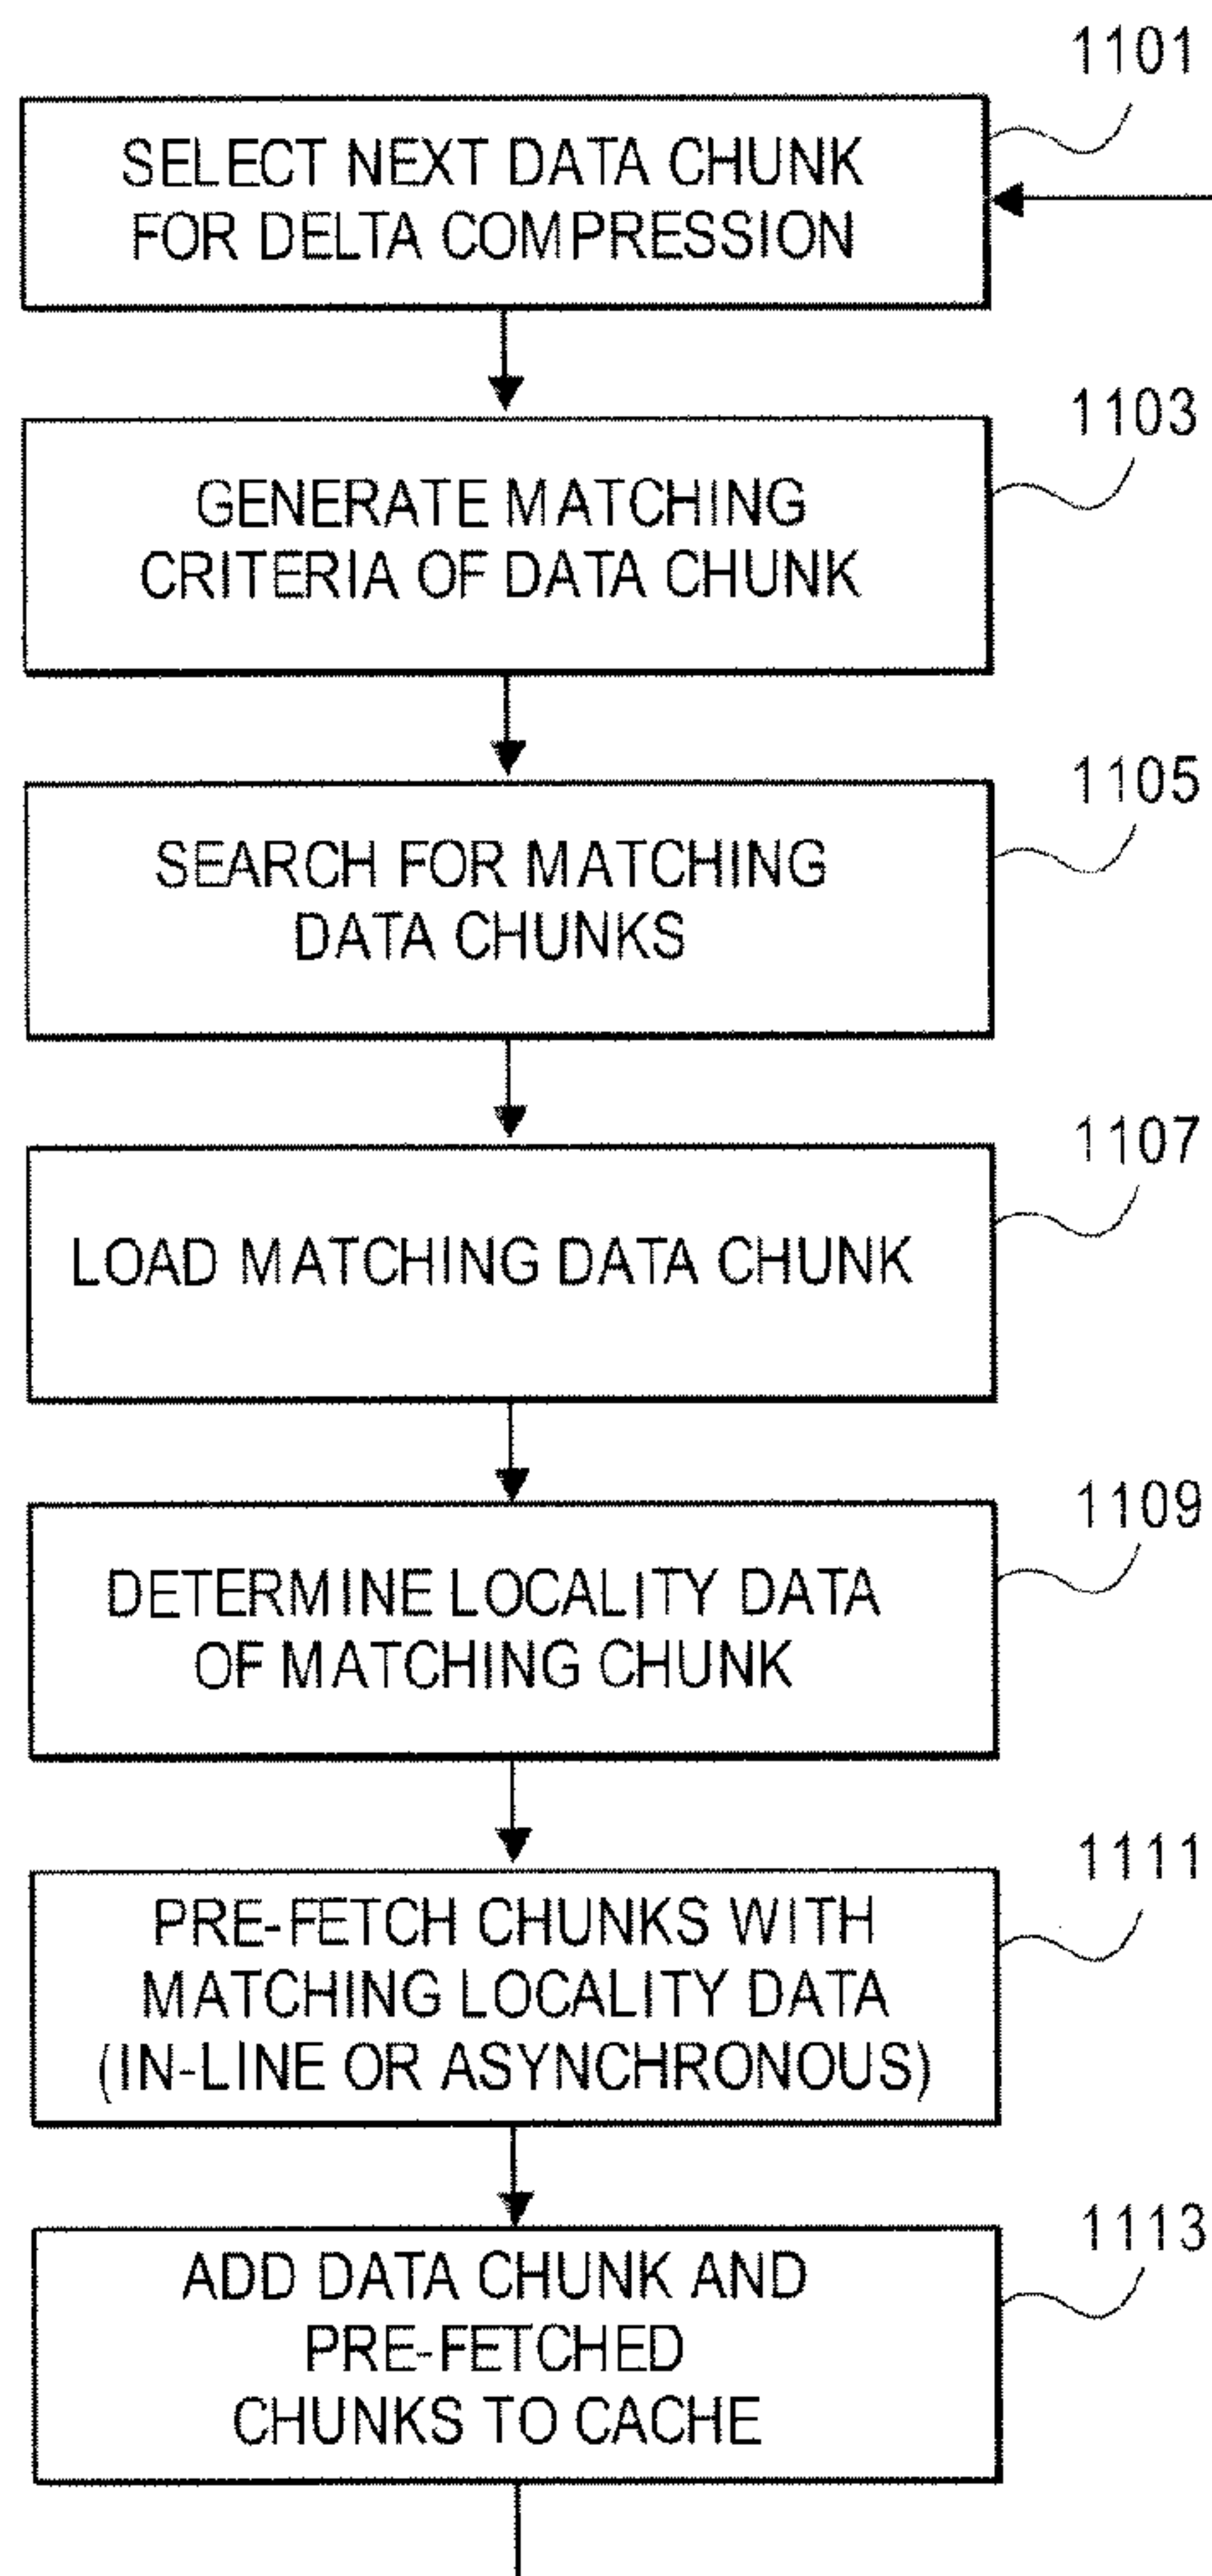 1101
SELECT NEXT DATA CHUNK
FOR DELTA COMPRESSION
1103
GENERATE MATCHING
CRITERIA OF DATA CHUNK
1105
SEARCH FOR MATCHING
DATA CHUNKS
1107
LOAD MATCHING DATA CHUNK
1109
DETERMINE LOCALITY DATA
OF MATCHING CHUNK
1111
PRE-FETCH CHUNKS WITH
MATCHING LOCALITY DATA
(IN-LINE OR ASYNCHRONOUS)
1113
ADD DATA CHUNK AND
PRE-FETCHED
CHUNKS TO CACHE